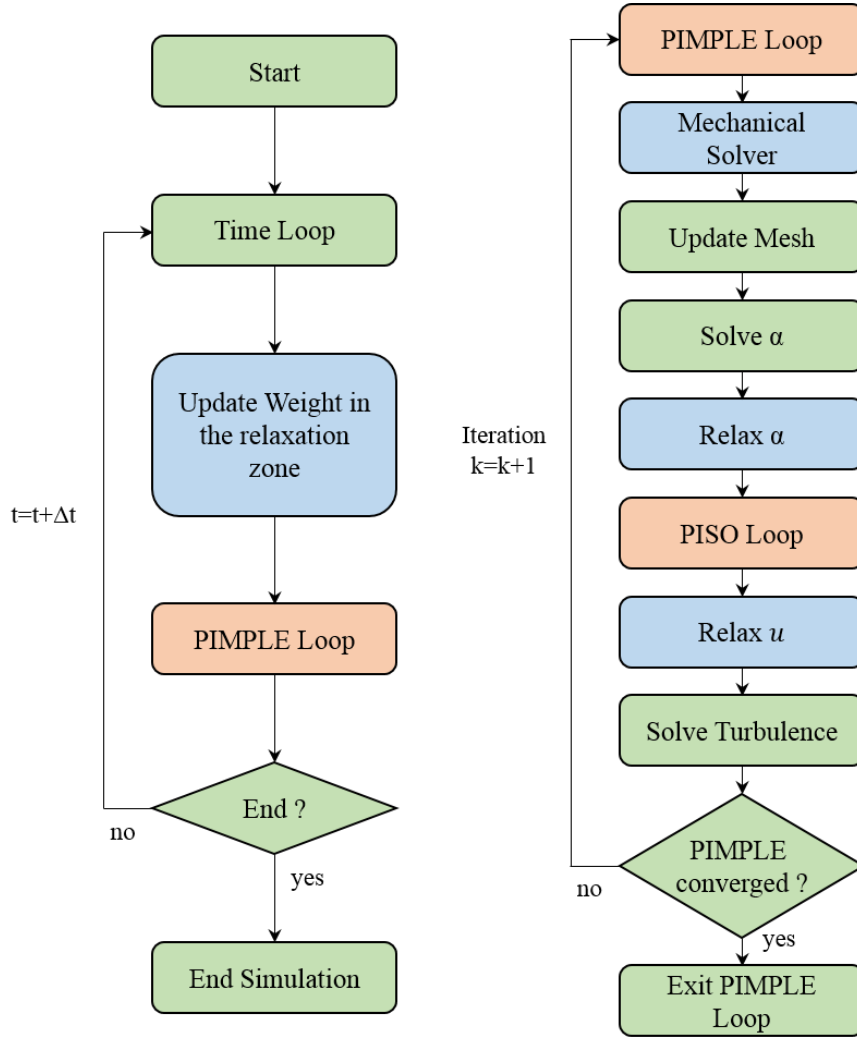 Start
Time Loop
Update Weight in
the relaxation
zone
t=t+Δt
PIMPLE Loop
End ?
no
yes
End Simulation
PIMPLE Loop
Mechanical
Solver
Update Mesh
Solve α
Relax α
Iteration
k=k+1
PISO Loop
Relax u
Solve Turbulence
PIMPLE
converged ?
no
yes
Exit PIMPLE
Loop